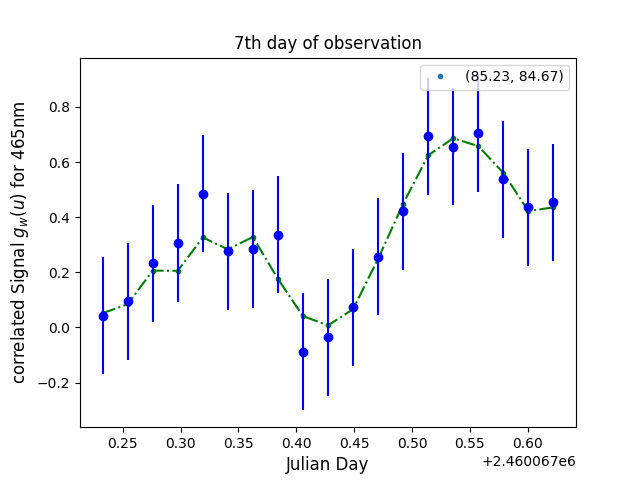 7th day of observation
(85.23, 84.67)
correlated Signal g_w(u) for 465nm
0.8
0.6
0.4
0.2
0.0
−0.2
0.25 0.30 0.35 0.40 0.45 0.50 0.55 0.60
+2.460067e6
Julian Day